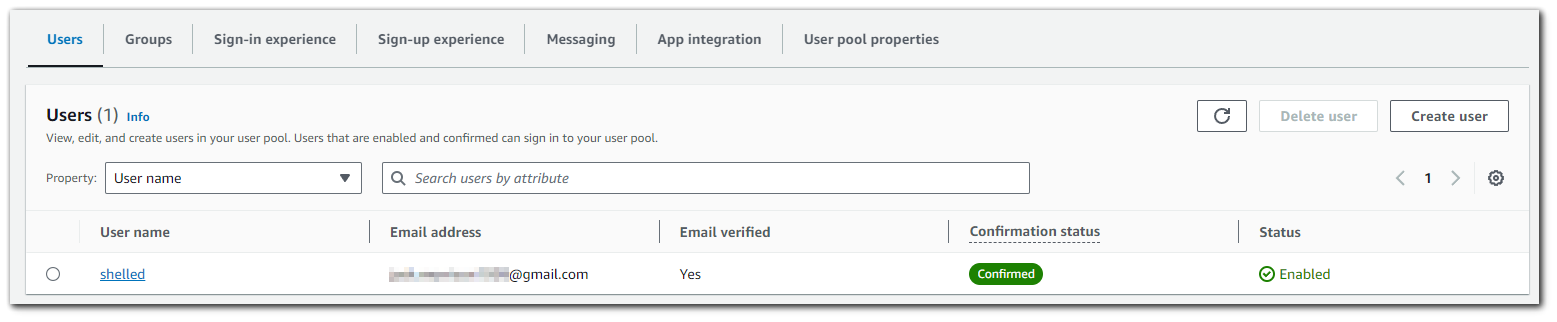 Users Groups Sign-in experience Sign-up experience Messaging App integration User pool properties
Users (1) Info
Delete user Create user
View, edit, and create users in your user pool. Users that are enabled and confirmed can sign in to your user pool.
Property: User name Search users by attribute 1
User name Email address Email verified Confirmation status Status
shelled @gmail.com Yes Confirmed Enabled